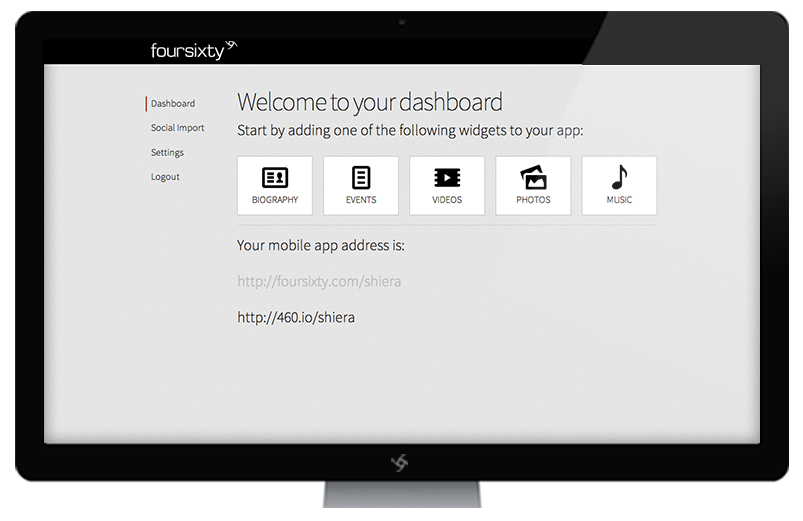 foursixty
Dashboard
Social Import
Settings
Logout
Welcome to your dashboard
Start by adding one of the following widgets to your app:
BIOGRAPHY
EVENTS
VIDEOS
PHOTOS
MUSIC
Your mobile app address is:
http://foursixty.com/shiera
http://460.io/shiera